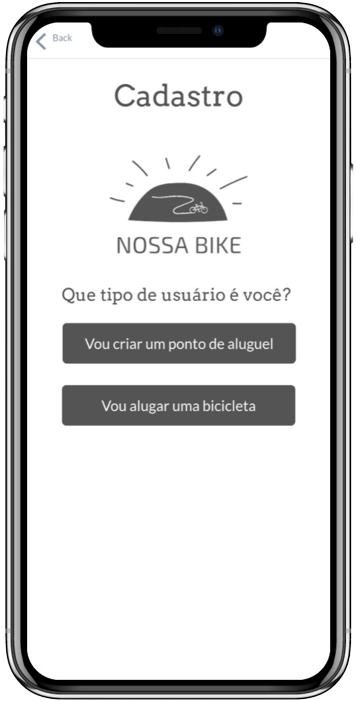 Back
Cadastro
NOSSA BIKE
Que tipo de usuário é você?
Vou criar um ponto de aluguel
Vou alugar uma bicicleta